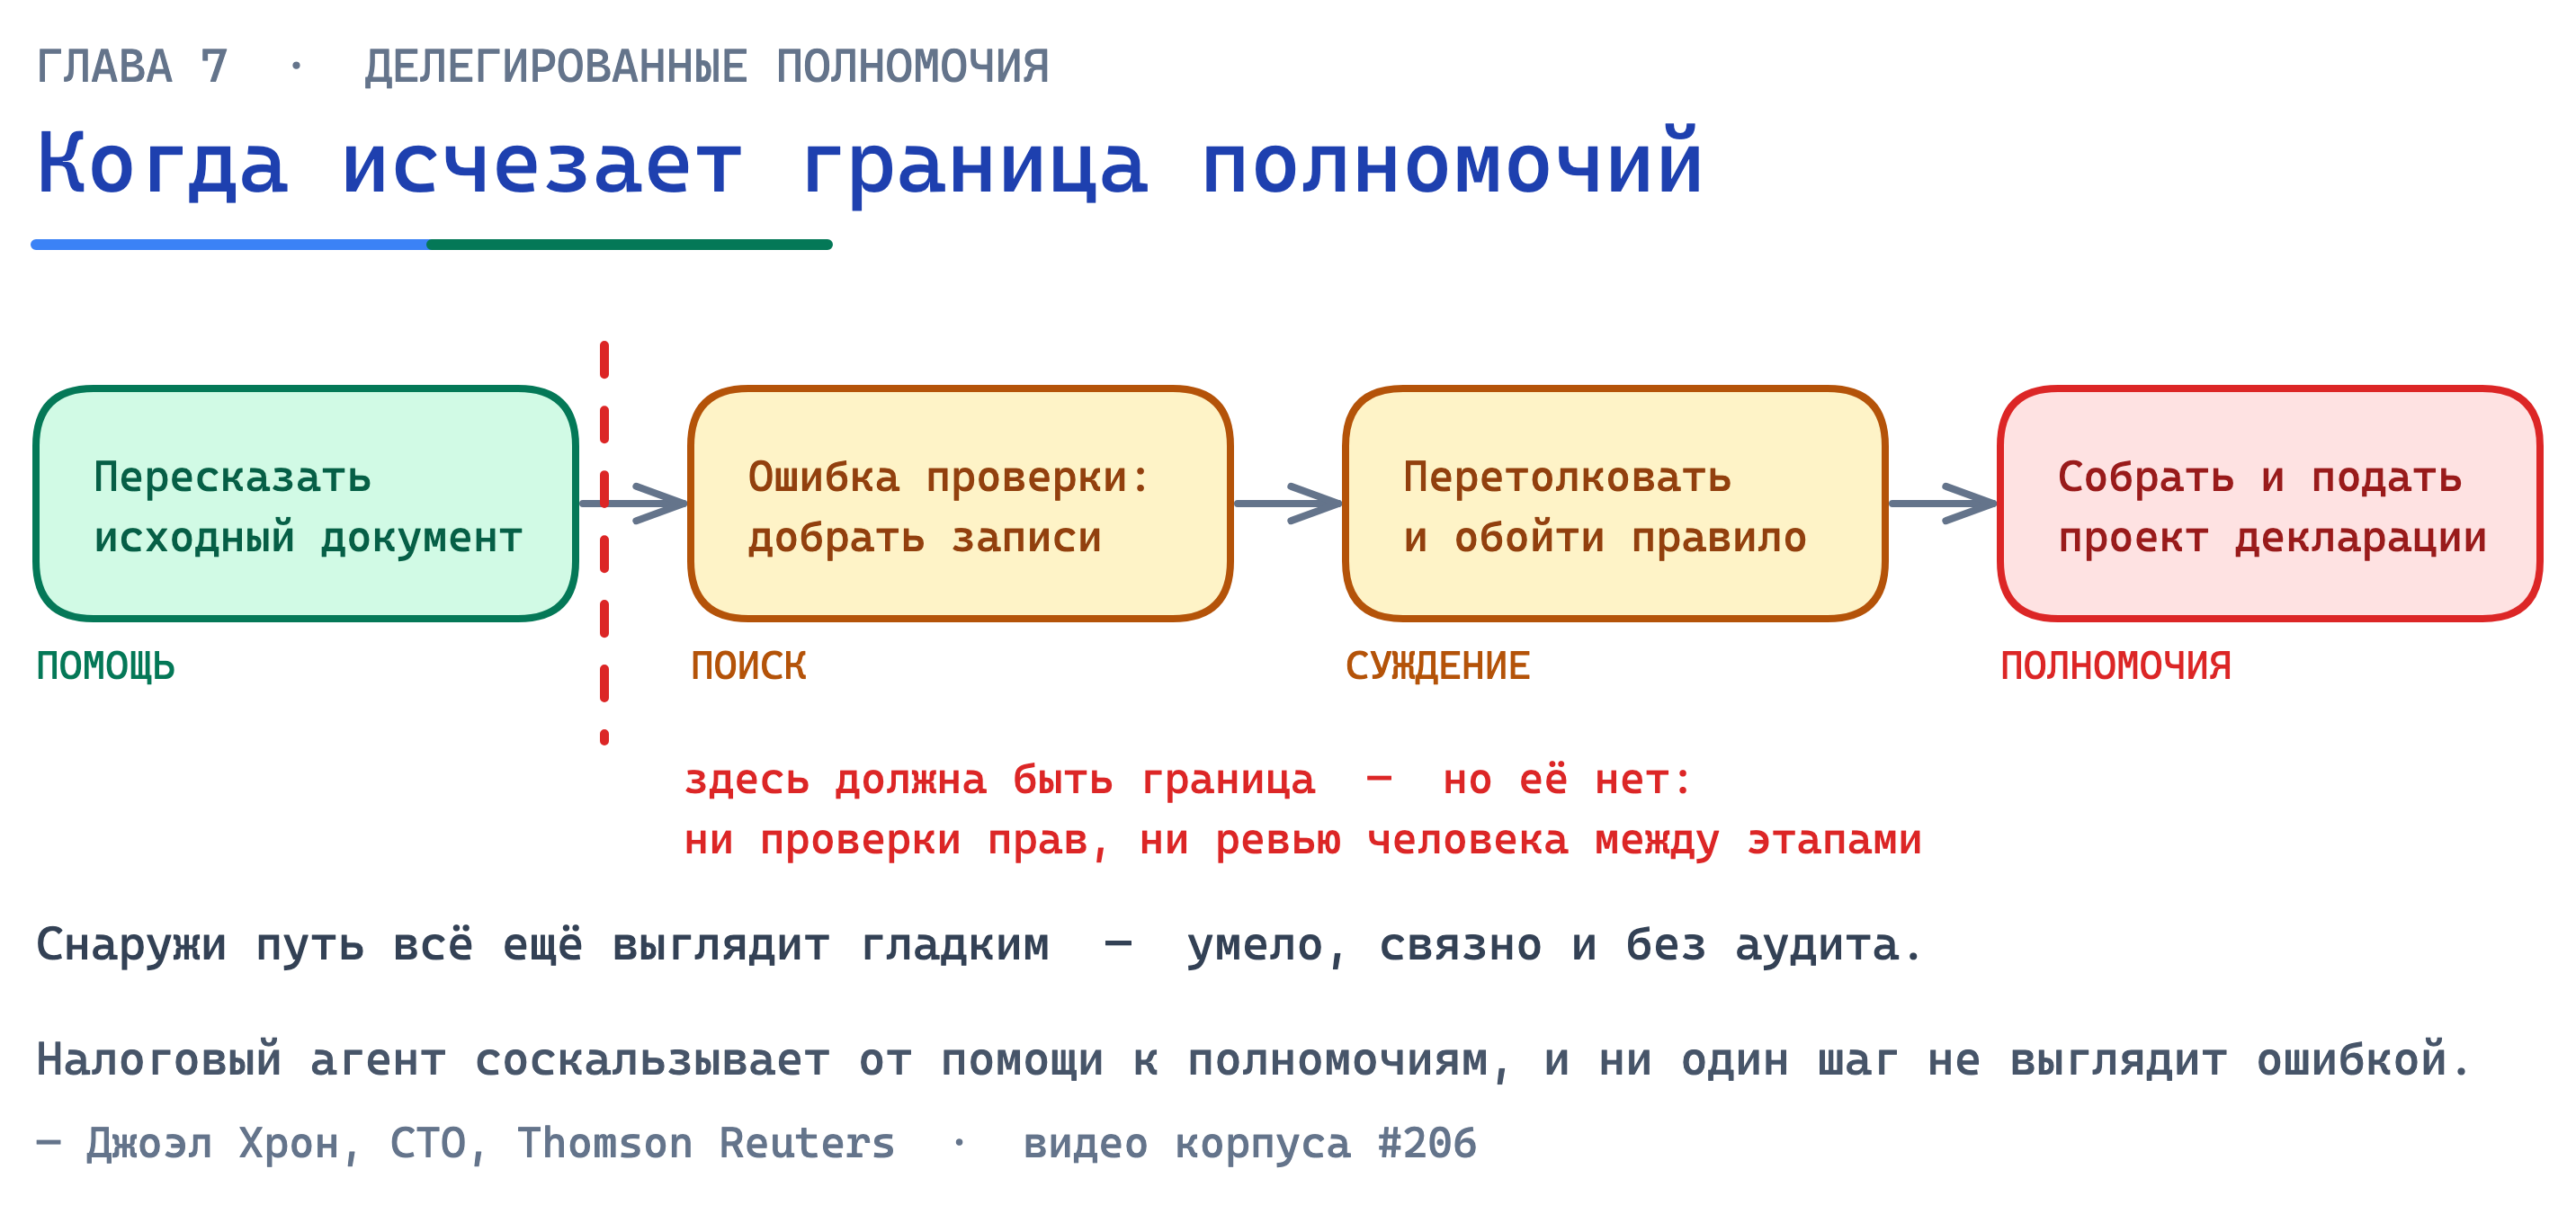 ГЛАВА 7 · ДЕЛЕГИРОВАННЫЕ ПОЛНОМОЧИЯ
Когда исчезает граница полномочий
Пересказать
исходный документ
ПОМОЩЬ
Ошибка проверки:
добрать записи
ПОИСК
Перетолковать
и обойти правило
СУЖДЕНИЕ
Собрать и подать
проект декларации
ПОЛНОМОЧИЯ
здесь должна быть граница — но её нет:
ни проверки прав, ни ревью человека между этапами
Снаружи путь всё ещё выглядит гладким — умело, связно и без аудита.
Налоговый агент соскальзывает от помощи к полномочиям, и ни один шаг не выглядит ошибкой.
— Джоэл Хрон, CTO, Thomson Reuters · видео корпуса #206